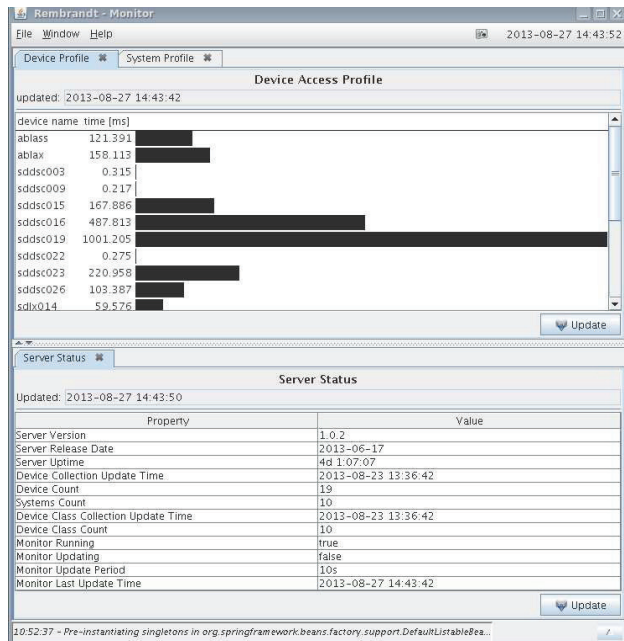 Rembrandt - Monitor
File Window Help 2013-08-27 14:43:52
Device Profile System Profile
Device Access Profile
updated: 2013-08-27 14:43:42
device name time [ms]
ablass 121.391
ablax 158.113
sddsc003 0.315
sddsc009 0.217
sddsc015 167.886
sddsc016 487.813
sddsc019 1001.205
sddsc022 0.275
sddsc023 220.958
sddsc026 103.387
sdlx014 59.576
Update
Server Status
Server Status
Updated: 2013-08-27 14:43:50
Property Value
Server Version 1.0.2
Server Release Date 2013-06-17
Server Uptime 4d 1:07:07
Device Collection Update Time 2013-08-23 13:36:42
Device Count 19
Systems Count 10
Device Class Collection Update Time 2013-08-23 13:36:42
Device Class Count 10
Monitor Running true
Monitor Updating false
Monitor Update Period 10s
Monitor Last Update Time 2013-08-27 14:43:42
Update
10:52:37 - Pre-instantiating singletons in org.springframework.beans.factory.support.DefaultListableBea...